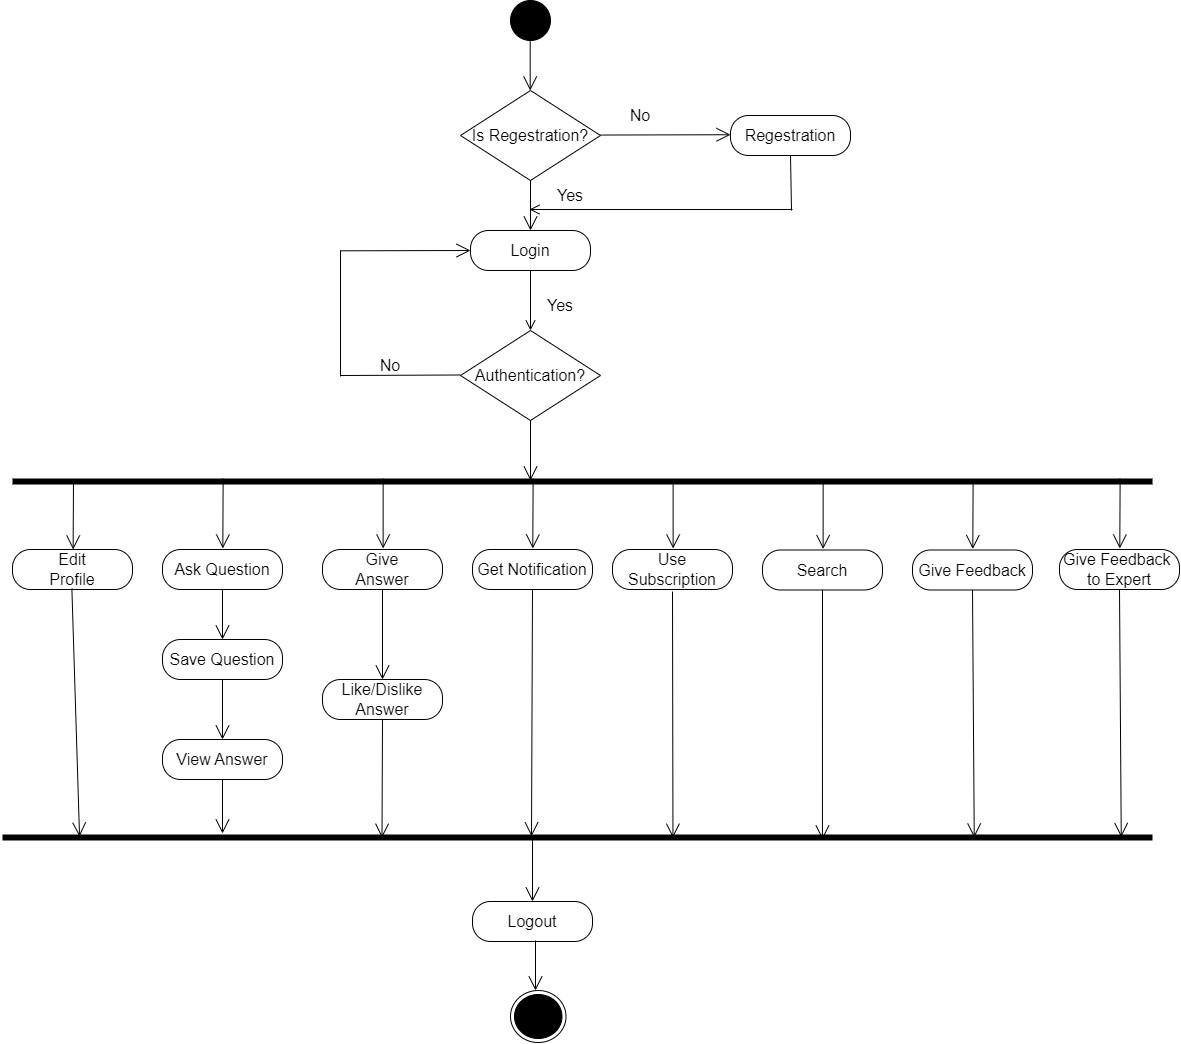 No
Is Regestration?
Regestration
Yes
Login
Yes
No
Authentication?
Edit
Profile
Ask Question
Give
Answer
Get Notification
Use
Subscription
Search
Give Feedback
Give Feedback
to Expert
Save Question
Like/Dislike
Answer
View Answer
Logout